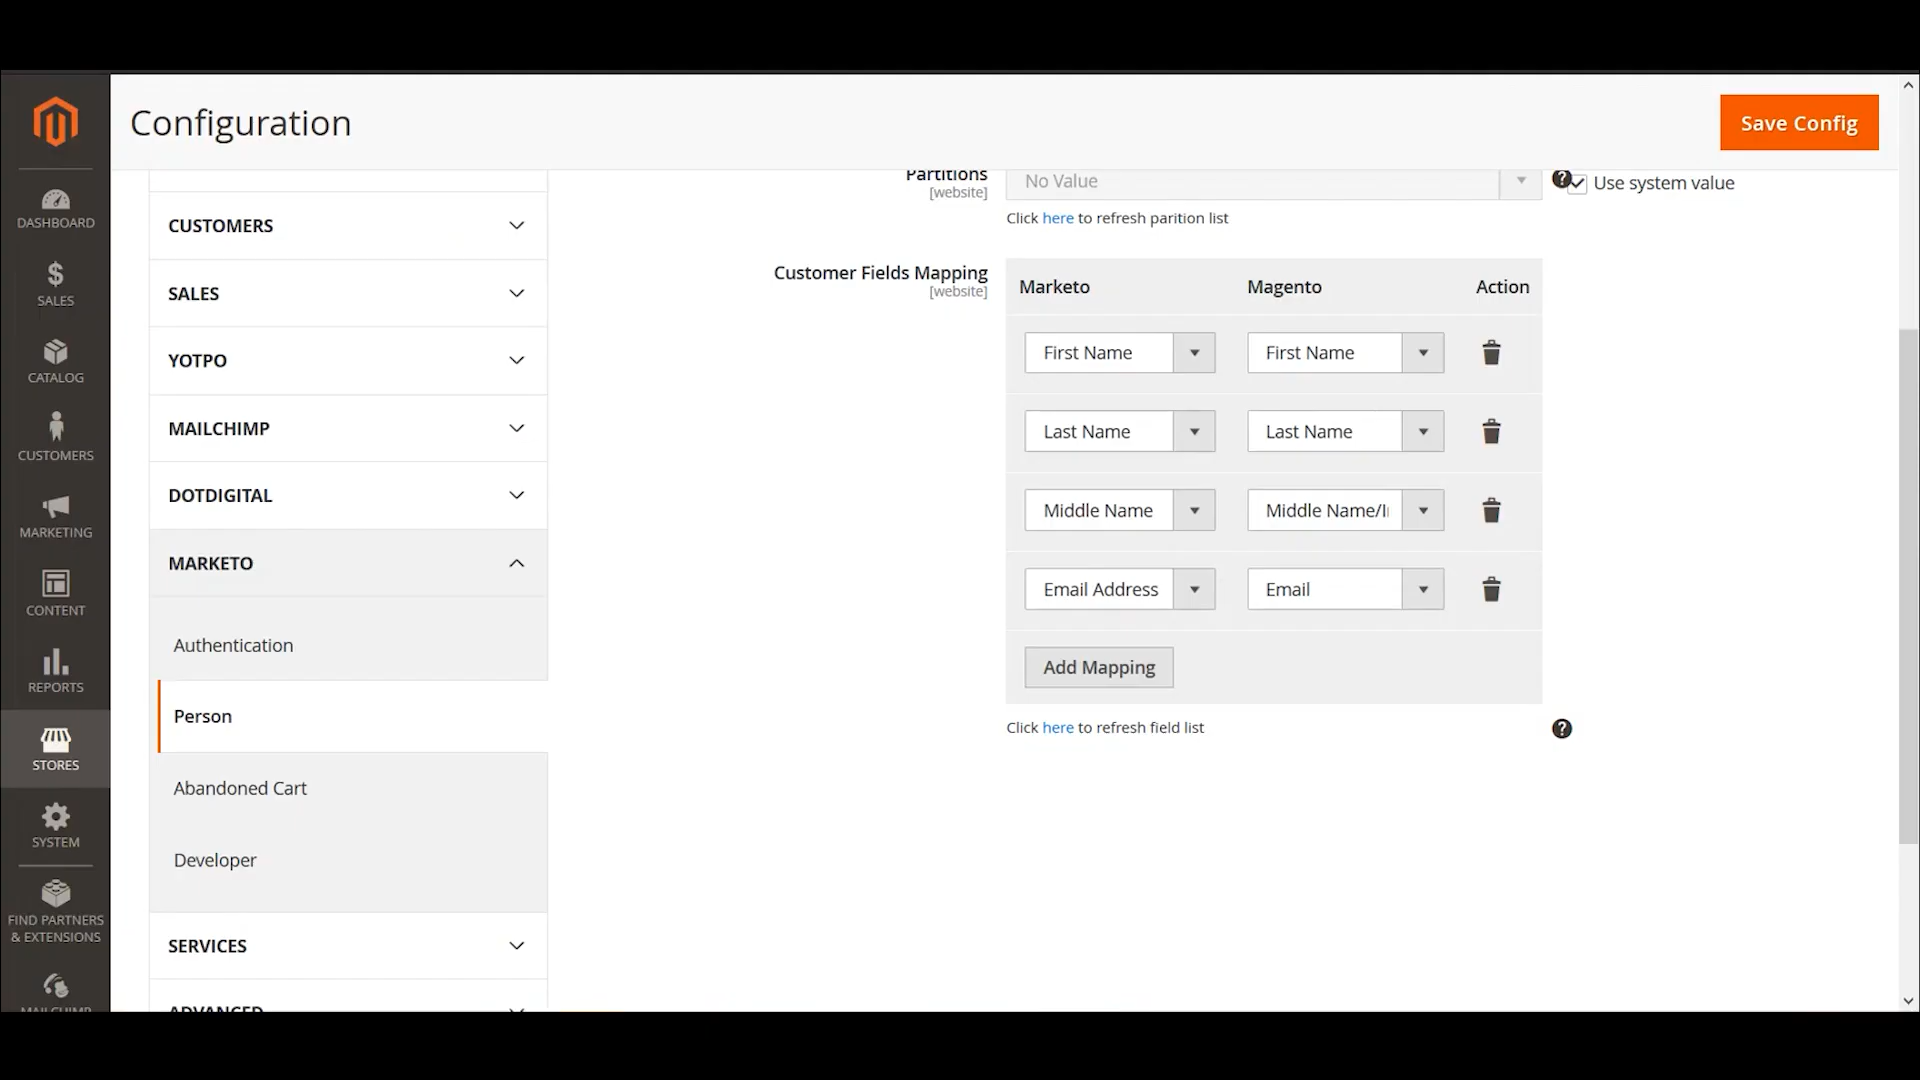 Configuration
Save Config
DASHBOARD
SALES
CATALOG
CUSTOMERS
MARKETING
CONTENT
REPORTS
STORES
SYSTEM
FIND PARTNERS
& EXTENSIONS
MAILCHIMP
CUSTOMERS
SALES
YOTPO
MAILCHIMP
DOTDIGITAL
MARKETO
Authentication
Person
Abandoned Cart
Developer
SERVICES
ADVANCED
Partitions
[website]
No Value
? Use system value
Click here to refresh parition list
Customer Fields Mapping
[website]
Marketo Magento Action
First Name First Name
Last Name Last Name
Middle Name Middle Name/I
Email Address Email
Add Mapping
Click here to refresh field list
?